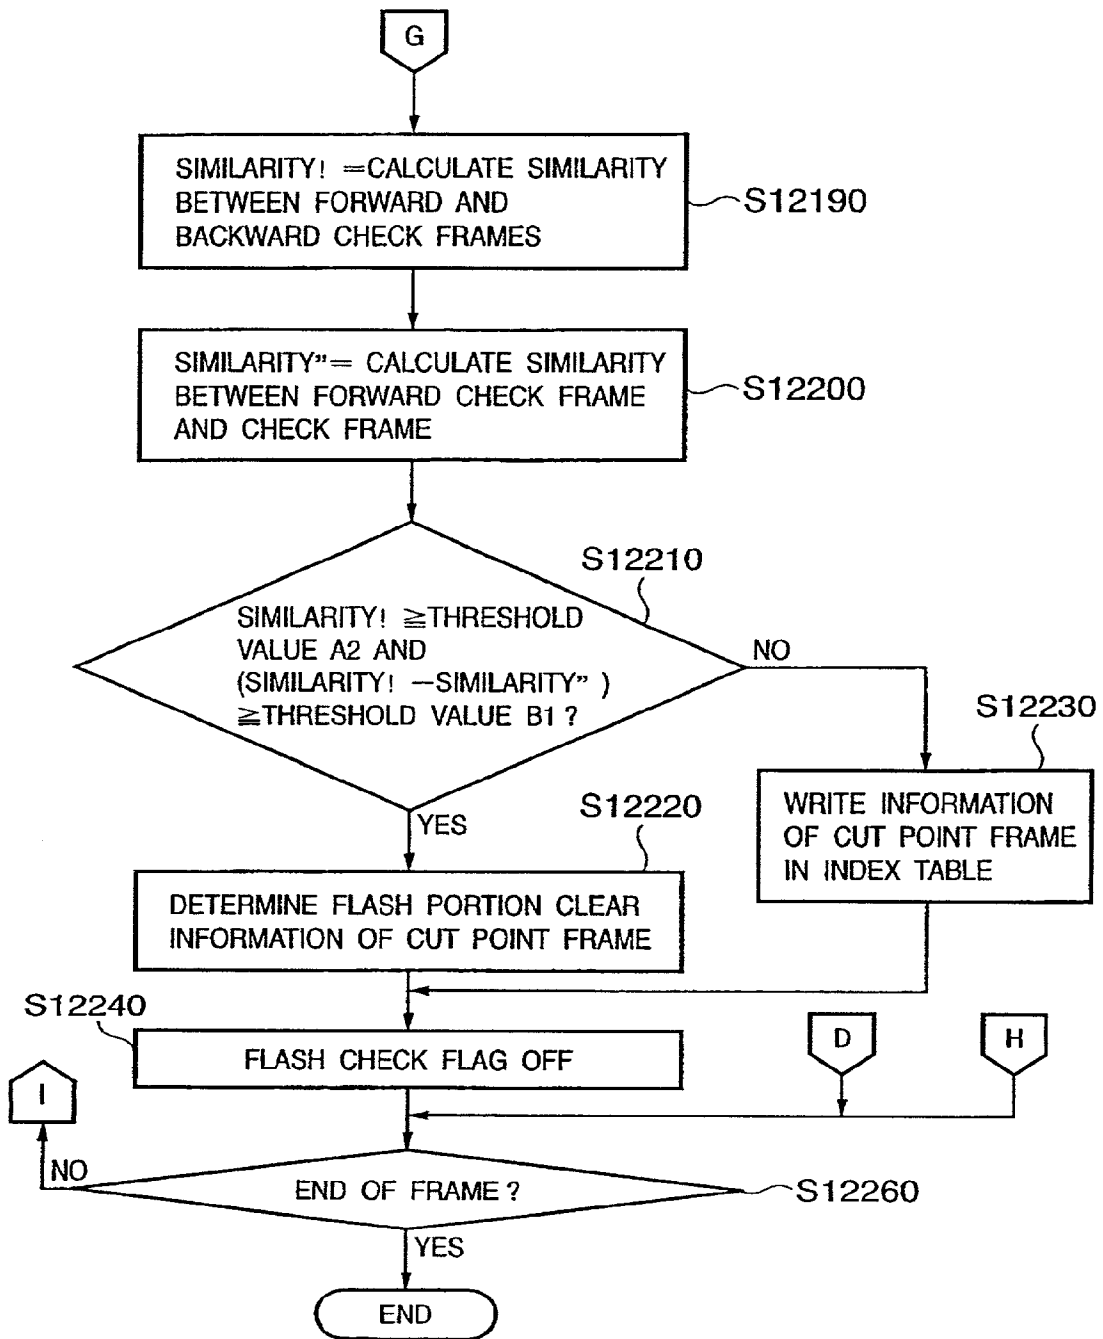 G
SIMILARITY! =CALCULATE SIMILARITY
BETWEEN FORWARD AND
BACKWARD CHECK FRAMES
S12190
SIMILARITY”= CALCULATE SIMILARITY
BETWEEN FORWARD CHECK FRAME
AND CHECK FRAME
S12200
S12210
SIMILARITY! ≧THRESHOLD
VALUE A2 AND
(SIMILARITY! −SIMILARITY” )
≧THRESHOLD VALUE B1 ?
NO
S12230
WRITE INFORMATION
OF CUT POINT FRAME
IN INDEX TABLE
YES
S12220
DETERMINE FLASH PORTION CLEAR
INFORMATION OF CUT POINT FRAME
S12240
FLASH CHECK FLAG OFF
D
H
I
NO
END OF FRAME ?
S12260
YES
END